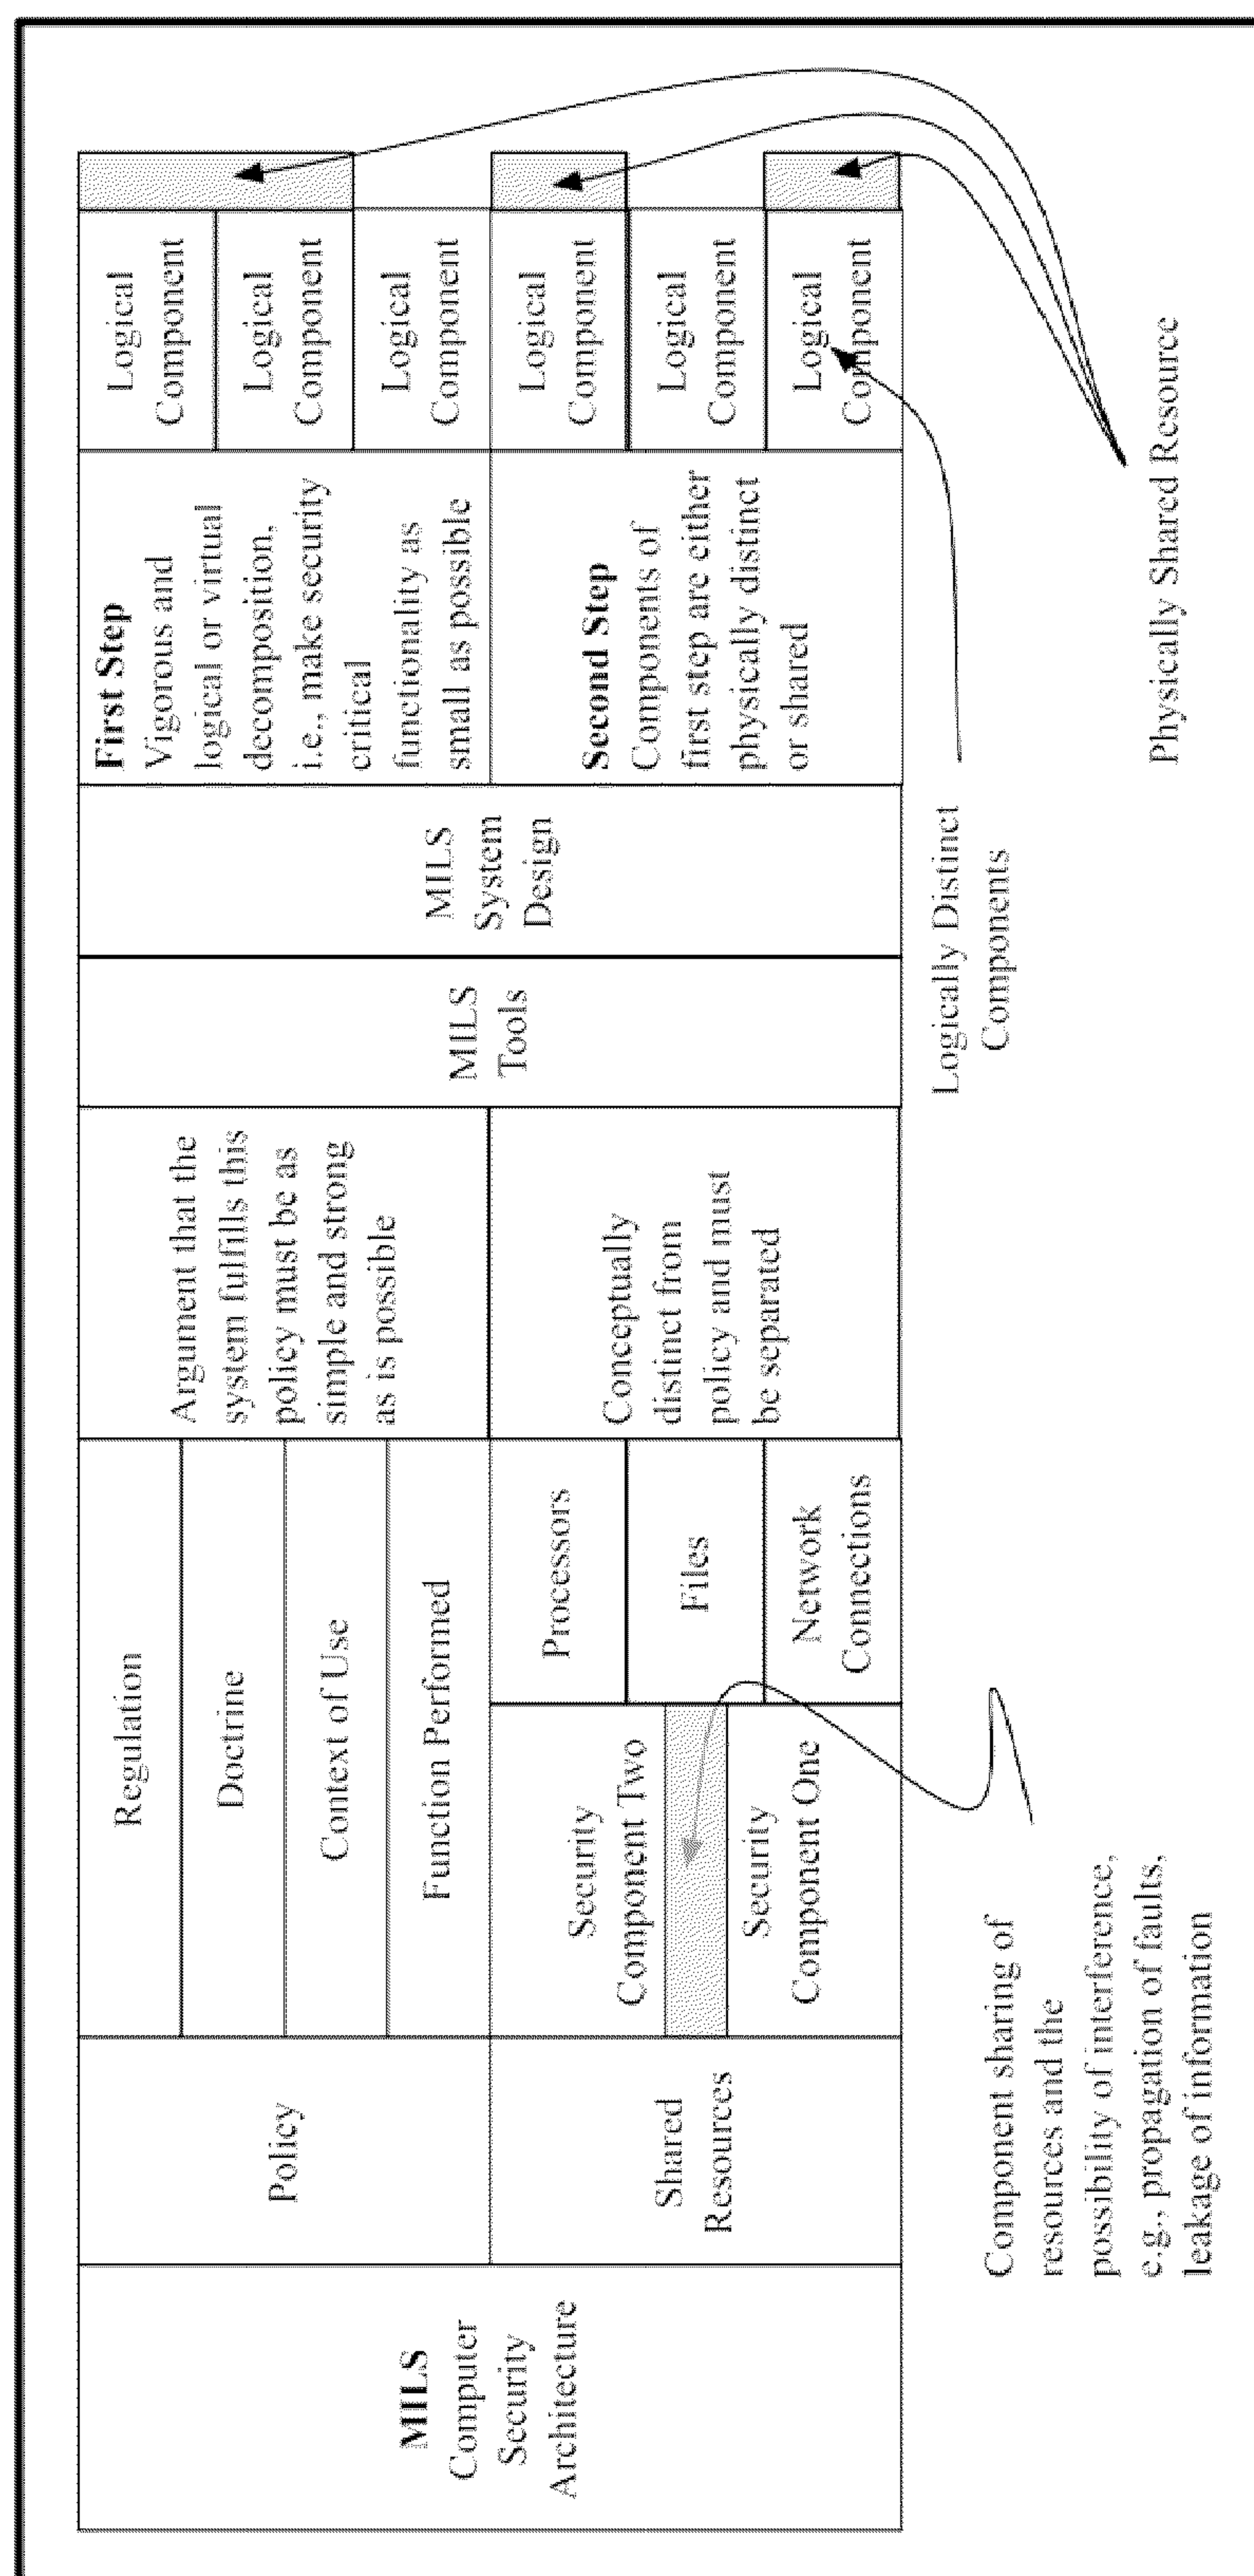 MILS
Computer
Security
Architecture
Policy
Shared
Resources
Regulation
Doctrine
Context of Use
Function Performed
Security
Component Two
Security
Component One
Processors
Files
Network
Connections
Argument that the
system fulfills this
policy must be as
simple and strong
as is possible
Conceptually
distinct from
policy and must
be separated
MILS
Tools
MILS
System
Design
First Step
Vigorous and
logical or virtual
decomposition,
i.e., make security
critical
functionality as
small as possible
Second Step
Components of
first step are either
physically distinct
or shared
Logical
Component
Logical
Component
Logical
Component
Logical
Component
Logical
Component
Logical
Component
Component sharing of
resources and the
possibility of interference,
e.g., propagation of faults,
leakage of information
Logically Distinct
Components
Physically Shared Resource